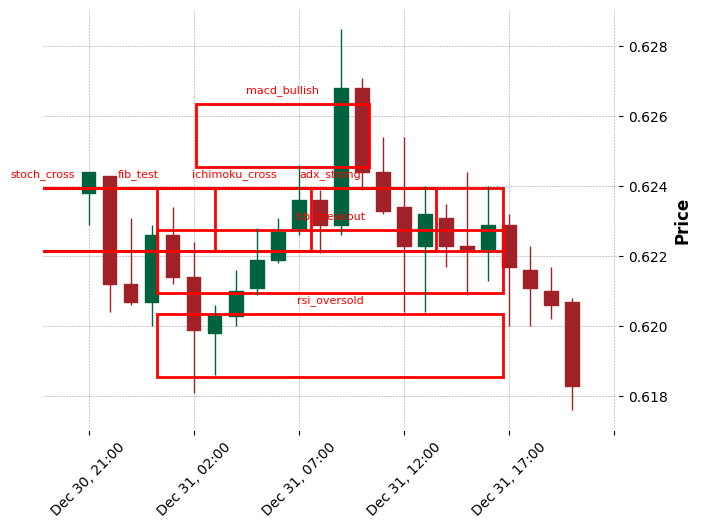 macd_bullish
stoch_cross
fib_test
ichimoku_cross
adx_strong
rsi_oversold
0.628
0.626
0.624
0.622
0.620
0.618
Price
Dec 30, 21:00
Dec 31, 02:00
Dec 31, 07:00
Dec 31, 12:00
Dec 31, 17:00